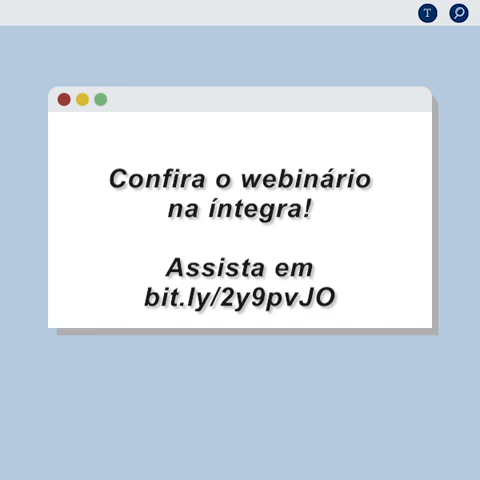 T
Confira o webinário
na íntegra!
Assista em
bit.ly/2y9pvJO